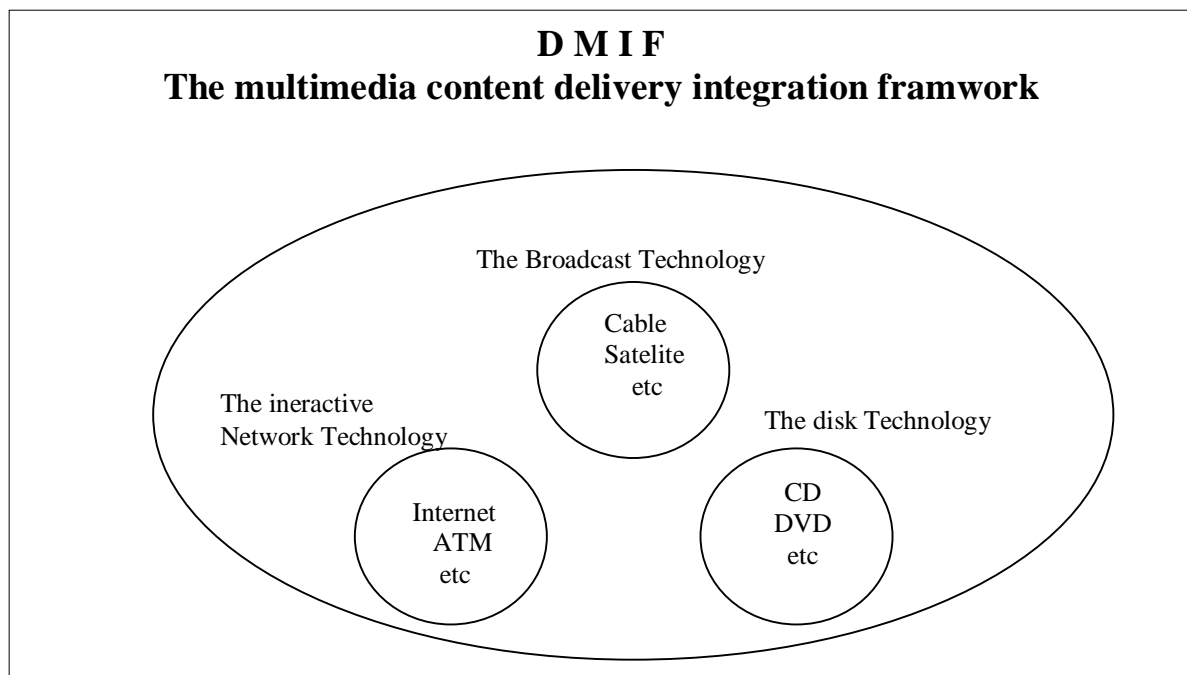 D M I F
The multimedia content delivery integration framwork
The Broadcast Technology
Cable
Satelite
etc
The ineractive
Network Technology
The disk Technology
Internet
ATM
etc
CD
DVD
etc